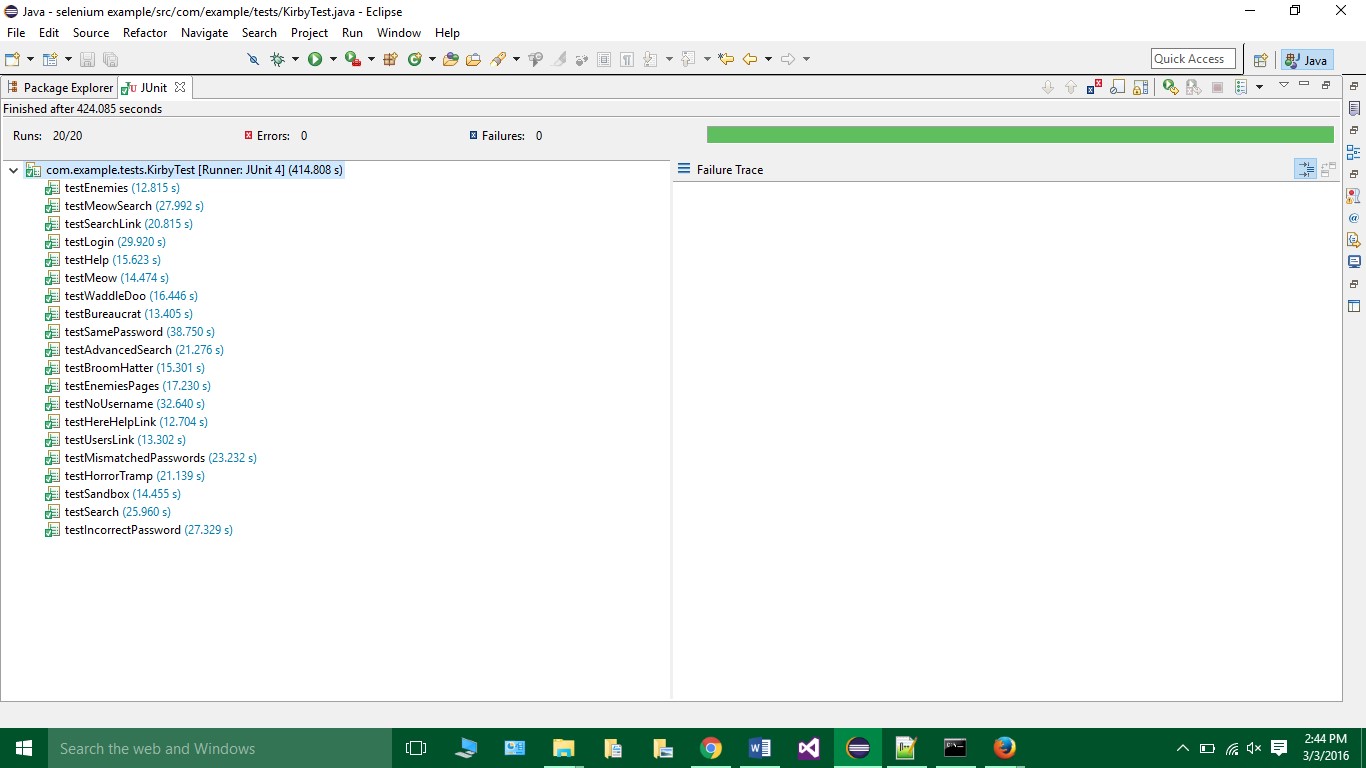 Java - selenium example/src/com/example/tests/KirbyTest.java - Eclipse
File Edit Source Refactor Navigate Search Project Run Window Help
Quick Access Java
Package Explorer JUnit
Finished after 424.085 seconds
Runs: 20/20 Errors: 0 Failures: 0
com.example.tests.KirbyTest [Runner: JUnit 4] (414.808 s)
Failure Trace
testEnemies (12.815 s)
testMeowSearch (27.992 s)
testSearchLink (20.815 s)
testLogin (29.920 s)
testHelp (15.623 s)
testMeow (14.474 s)
testWaddleDoo (16.446 s)
testBureaucrat (13.405 s)
testSamePassword (38.750 s)
testAdvancedSearch (21.276 s)
testBroomHatter (15.301 s)
testEnemiesPages (17.230 s)
testNoUsername (32.640 s)
testHereHelpLink (12.704 s)
testUsersLink (13.302 s)
testMismatchedPasswords (23.232 s)
testHorrorTramp (21.139 s)
testSandbox (14.455 s)
testSearch (25.960 s)
testIncorrectPassword (27.329 s)
Search the web and Windows
2:44 PM
3/3/2016